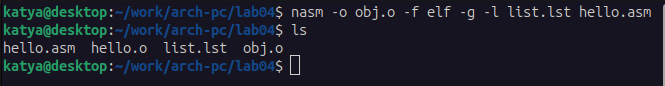 katya@desktop:~/work/arch-pc/lab04$ nasm -o obj.o -f elf -g -l list.lst hello.asm
katya@desktop:~/work/arch-pc/lab04$ ls
hello.asm  hello.o  list.lst  obj.o
katya@desktop:~/work/arch-pc/lab04$